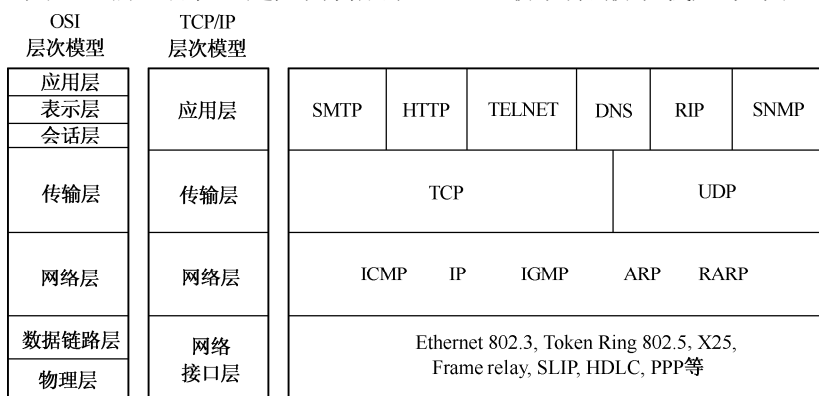 OSI
层次模型
TCP/IP
层次模型
应用层
表示层
会话层
应用层
SMTP
HTTP
TELNET
DNS
RIP
SNMP
传输层
传输层
TCP
UDP
网络层
网络层
ICMP
IP
IGMP
ARP
RARP
数据链路层
物理层
网络
接口层
Ethernet 802.3, Token Ring 802.5, X25,
Frame relay, SLIP, HDLC, PPP等